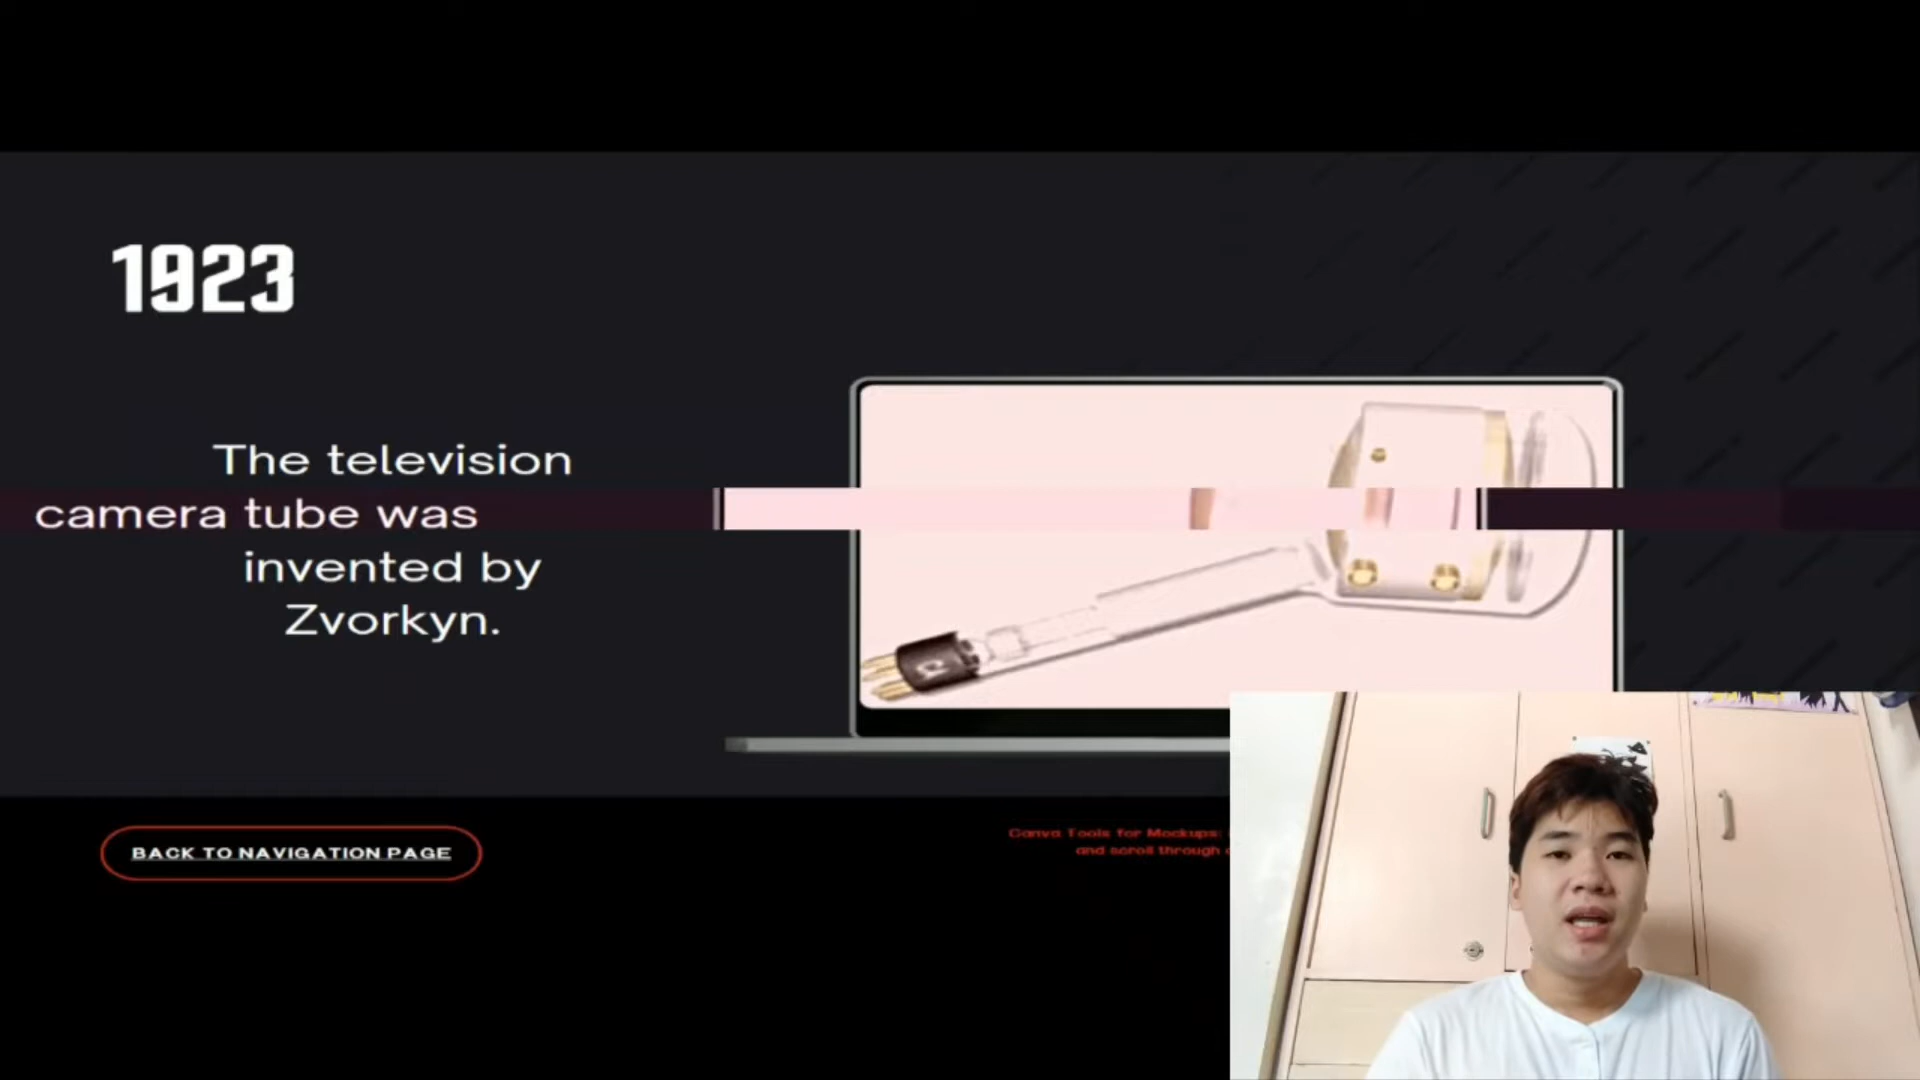 1923
The television
camera tube was
invented by
Zvorkyn.
BACK TO NAVIGATION PAGE
Canva Tools for Mockups:
and scroll through